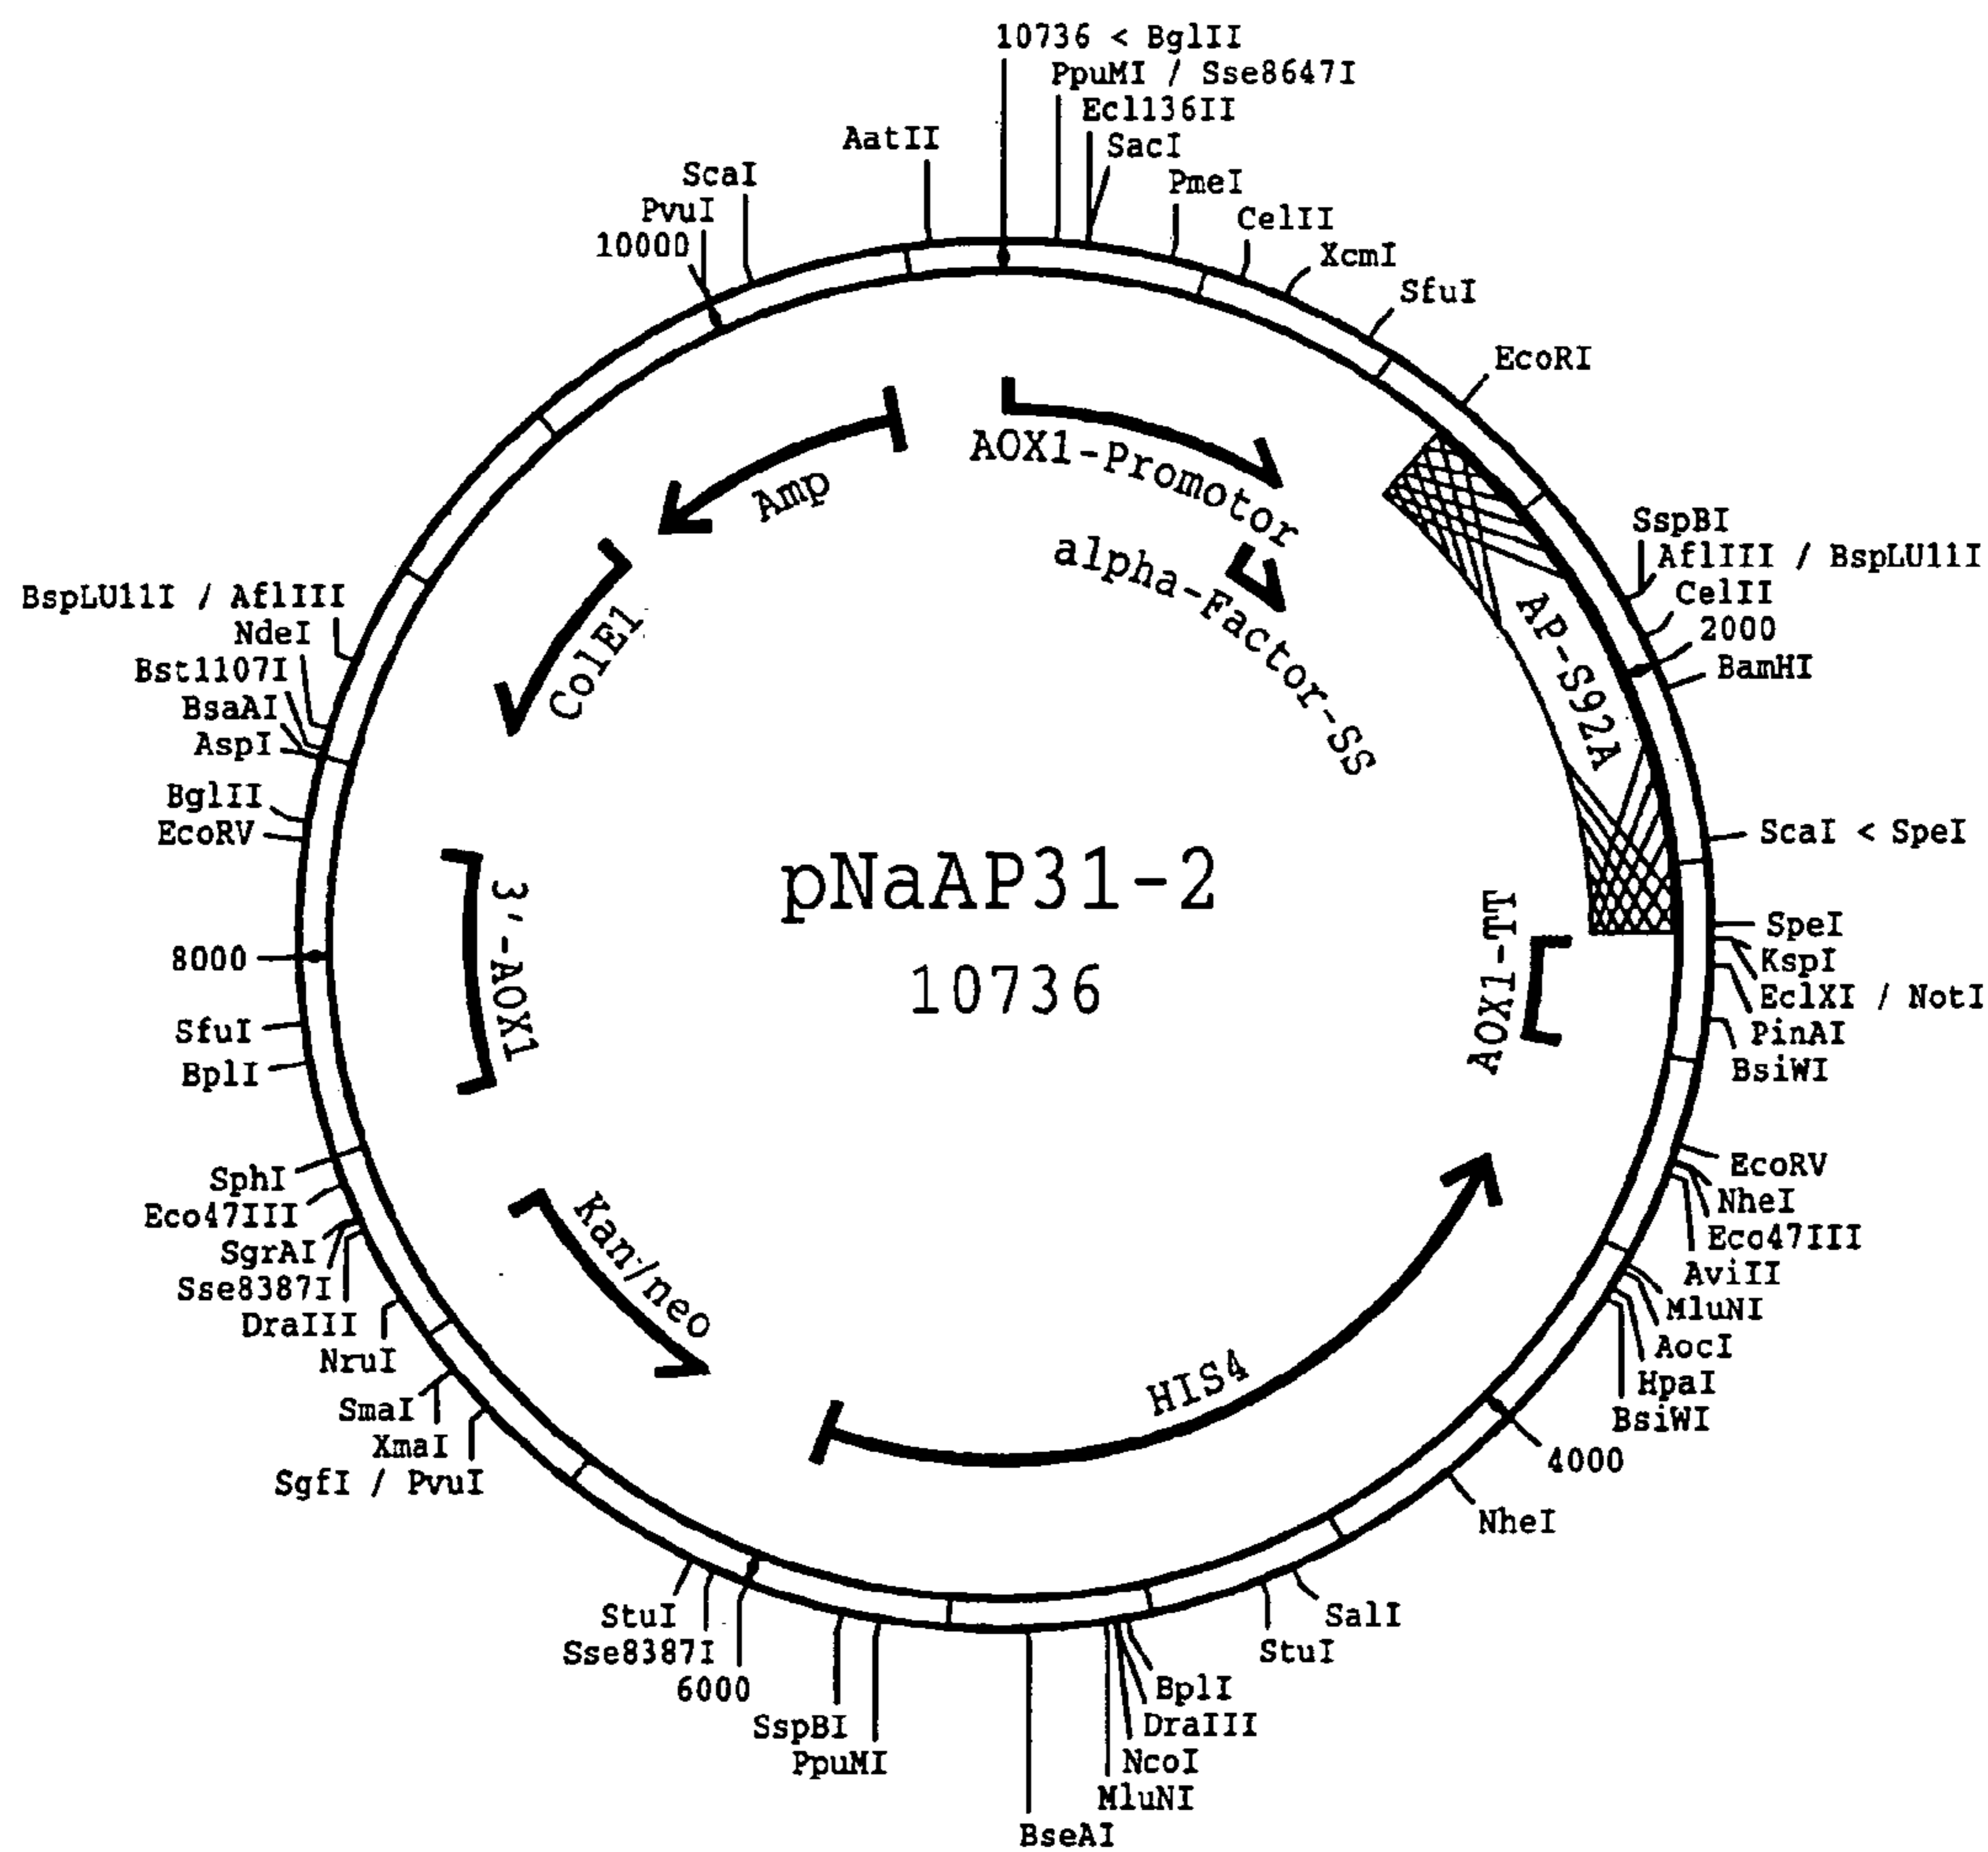 10736 < BglII
PpuMI / Sse8647I
Ecl136II
SacI
PmeI
CelII
XcmI
SfuI
EcoRI
SspBI
AflIII / BspLU11I
CelII
2000
BamHI
ScaI < SpeI
SpeI
KspI
EclXI / NotI
PinAI
BsiWI
EcoRV
NheI
Eco47III
AviII
MluNI
AocI
HpaI
BsiWI
4000
NheI
SalI
StuI
BplI
DraIII
NcoI
MluNI
BseAI
PpuMI
SspBI
6000
Sse8387I
StuI
SgfI / PvuI
XmaI
SmaI
NruI
DraIII
Sse8387I
SgrAI
Eco47III
SphI
BplI
SfuI
8000
EcoRV
BglII
AspI
BsaAI
Bst1107I
NdeI
BspLU11I / AflIII
10000
PvuI
ScaI
AatII
AOX1-Promotor
alpha-Factor-SS
AP-S92A
AOX1-TT
HIS4
Kan/neo
3'-AOX1
ColE1
Amp
pNaAP31-2
10736